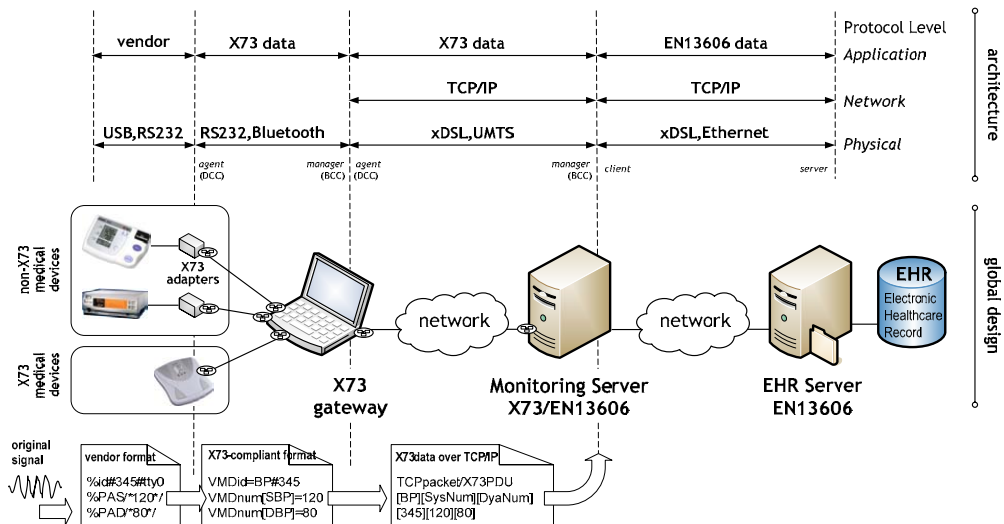 Protocol Level
vendor
X73 data
X73 data
EN13606 data
Application
TCP/IP
TCP/IP
Network
USB,RS232
RS232,Bluetooth
xDSL,UMTS
xDSL,Ethernet
Physical
agent
(DCC)
manager
(BCC)
agent
(DCC)
manager
(BCC)
client
server
architecture
non-X73
medical
devices
X73
adapters
X73
medical
devices
network
network
EHR
Electronic
Healthcare
Record
global design
X73
gateway
Monitoring Server
X73/EN13606
EHR Server
EN13606
original
signal
vendor format
%id#345#tty0
%PAS/*120*/
%PAD/*80*/
X73-compliant format
VMDid=BP#345
VMDnum[SBP]=120
VMDnum[DBP]=80
X73data over TCP/IP
TCPpacket/X73PDU
[BP][SysNum][DyaNum]
[345][120][80]